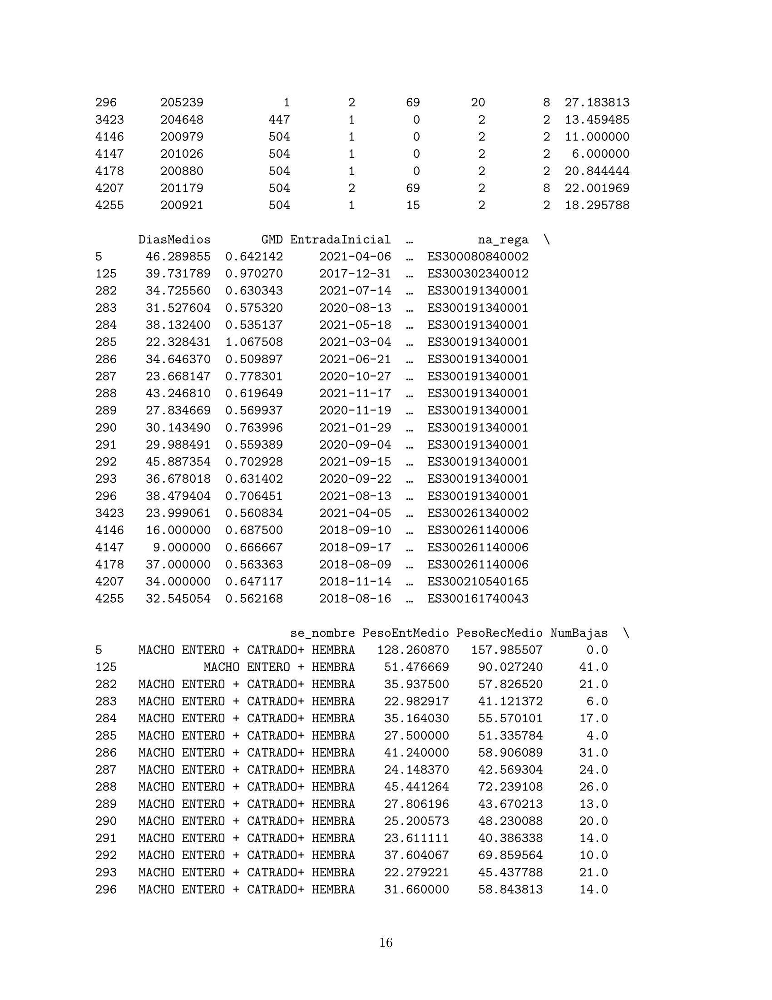 296 205239 1 2 69 20 8 27.183813
3423 204648 447 1 0 2 2 13.459485
4146 200979 504 1 0 2 2 11.000000
4147 201026 504 1 0 2 2 6.000000
4178 200880 504 1 0 2 2 20.844444
4207 201179 504 2 69 2 8 22.001969
4255 200921 504 1 15 2 2 18.295788
DiasMedios GMD EntradaInicial … na_rega \
5 46.289855 0.642142 2021-04-06 … ES300080840002
125 39.731789 0.970270 2017-12-31 … ES300302340012
282 34.725560 0.630343 2021-07-14 … ES300191340001
283 31.527604 0.575320 2020-08-13 … ES300191340001
284 38.132400 0.535137 2021-05-18 … ES300191340001
285 22.328431 1.067508 2021-03-04 … ES300191340001
286 34.646370 0.509897 2021-06-21 … ES300191340001
287 23.668147 0.778301 2020-10-27 … ES300191340001
288 43.246810 0.619649 2021-11-17 … ES300191340001
289 27.834669 0.569937 2020-11-19 … ES300191340001
290 30.143490 0.763996 2021-01-29 … ES300191340001
291 29.988491 0.559389 2020-09-04 … ES300191340001
292 45.887354 0.702928 2021-09-15 … ES300191340001
293 36.678018 0.631402 2020-09-22 … ES300191340001
296 38.479404 0.706451 2021-08-13 … ES300191340001
3423 23.999061 0.560834 2021-04-05 … ES300261340002
4146 16.000000 0.687500 2018-09-10 … ES300261140006
4147 9.000000 0.666667 2018-09-17 … ES300261140006
4178 37.000000 0.563363 2018-08-09 … ES300261140006
4207 34.000000 0.647117 2018-11-14 … ES300210540165
4255 32.545054 0.562168 2018-08-16 … ES300161740043
se_nombre PesoEntMedio PesoRecMedio NumBajas \
5 MACHO ENTERO + CATRADO+ HEMBRA 128.260870 157.985507 0.0
125 MACHO ENTERO + HEMBRA 51.476669 90.027240 41.0
282 MACHO ENTERO + CATRADO+ HEMBRA 35.937500 57.826520 21.0
283 MACHO ENTERO + CATRADO+ HEMBRA 22.982917 41.121372 6.0
284 MACHO ENTERO + CATRADO+ HEMBRA 35.164030 55.570101 17.0
285 MACHO ENTERO + CATRADO+ HEMBRA 27.500000 51.335784 4.0
286 MACHO ENTERO + CATRADO+ HEMBRA 41.240000 58.906089 31.0
287 MACHO ENTERO + CATRADO+ HEMBRA 24.148370 42.569304 24.0
288 MACHO ENTERO + CATRADO+ HEMBRA 45.441264 72.239108 26.0
289 MACHO ENTERO + CATRADO+ HEMBRA 27.806196 43.670213 13.0
290 MACHO ENTERO + CATRADO+ HEMBRA 25.200573 48.230088 20.0
291 MACHO ENTERO + CATRADO+ HEMBRA 23.611111 40.386338 14.0
292 MACHO ENTERO + CATRADO+ HEMBRA 37.604067 69.859564 10.0
293 MACHO ENTERO + CATRADO+ HEMBRA 22.279221 45.437788 21.0
296 MACHO ENTERO + CATRADO+ HEMBRA 31.660000 58.843813 14.0
16